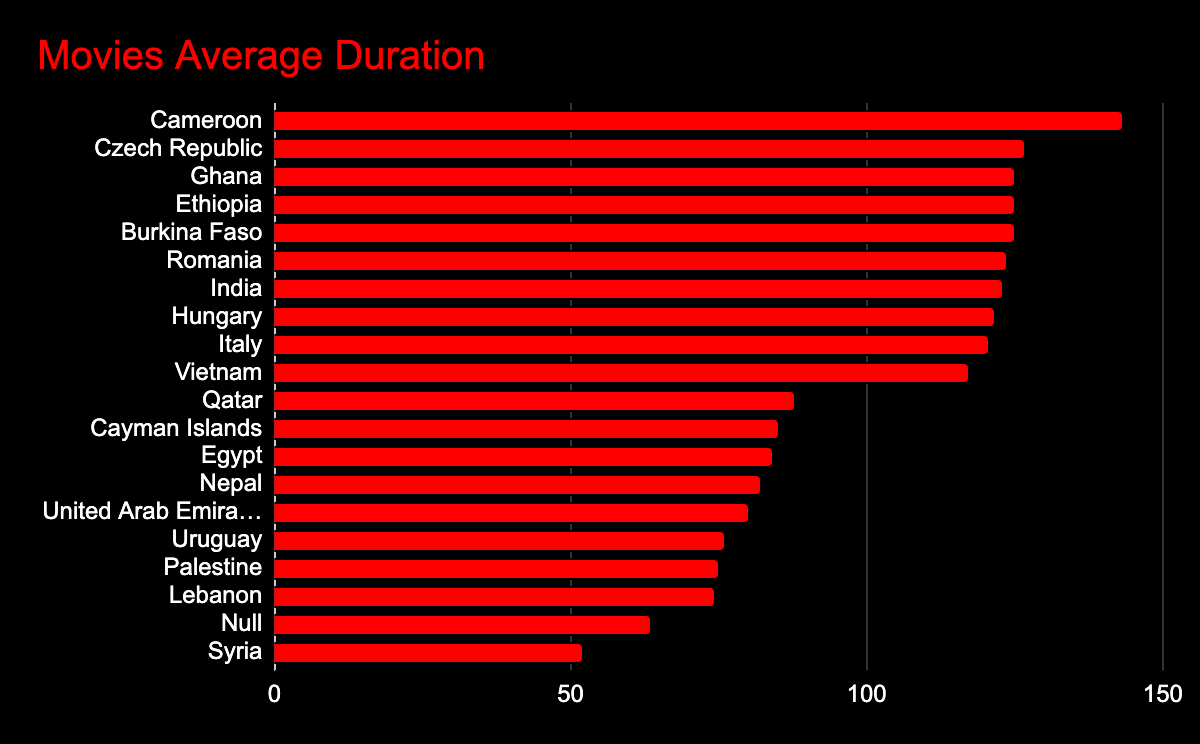 Movies Average Duration
Cameroon
Czech Republic
Ghana
Ethiopia
Burkina Faso
Romania
India
Hungary
Italy
Vietnam
Qatar
Cayman Islands
Egypt
Nepal
United Arab Emira…
Uruguay
Palestine
Lebanon
Null
Syria
0 50 100 150